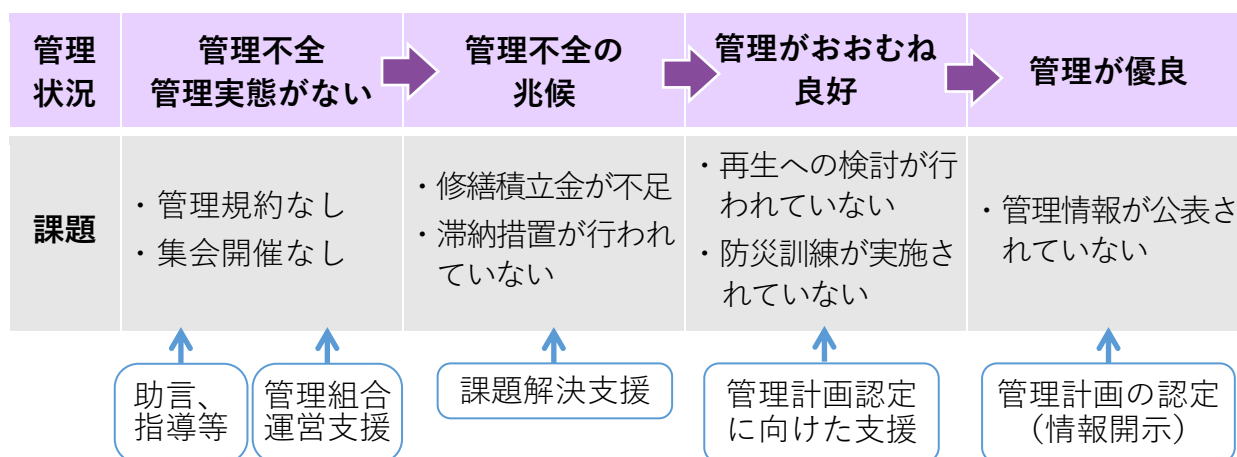 管理
状況
管理不全
管理実態がない
管理不全の
兆候
管理がおおむね
良好
管理が優良
課題
・管理規約なし
・集会開催なし
・修繕積立金が不足
・滞納措置が行われ
ていない
・再生への検討が行
われていない
・防災訓練が実施さ
れていない
・管理情報が公表さ
れていない
助言、
指導等
管理組合
運営支援
課題解決支援
管理計画認定
に向けた支援
管理計画の認定
（情報開示）